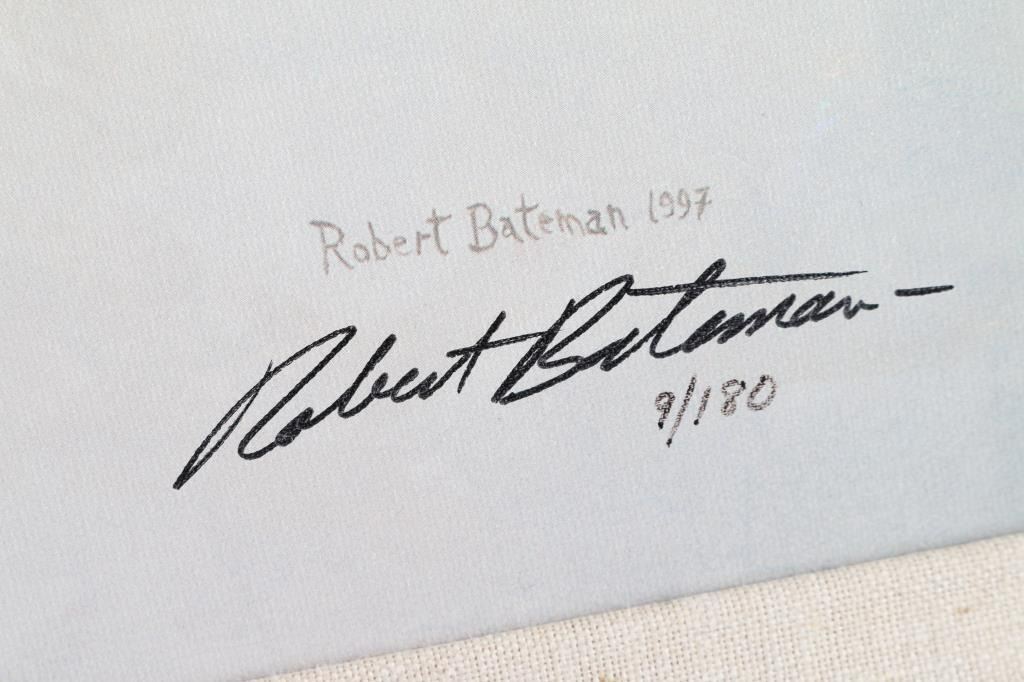 Robert Bateman 1997
Robert Bateman -
9/180